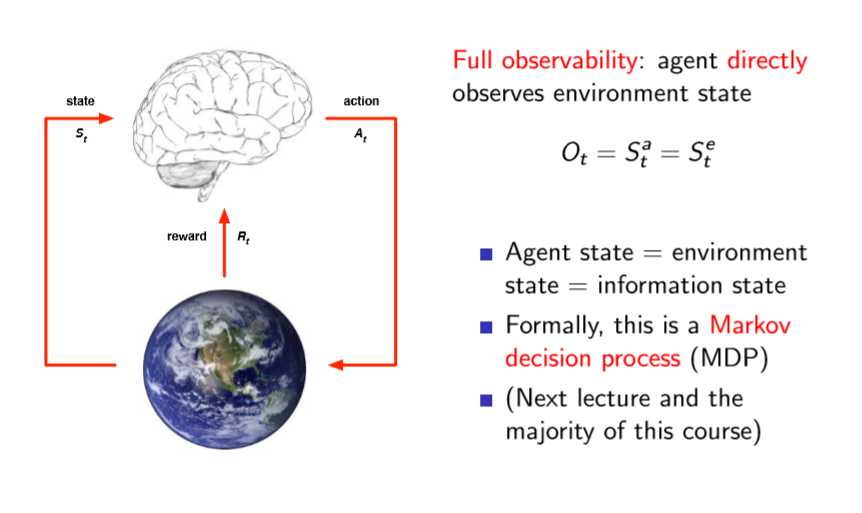 state
S_t
action
A_t
reward
R_t
Full observability: agent directly
observes environment state
O_t = S_t^a = S_t^e
Agent state = environment
state = information state
Formally, this is a Markov
decision process (MDP)
(Next lecture and the
majority of this course)